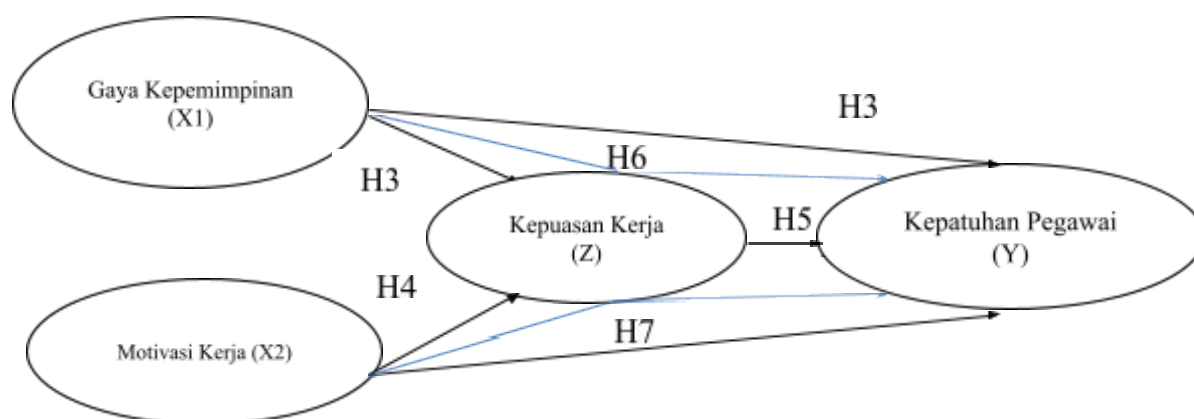 Gaya Kepemimpinan
(X1)
H3
H6
H3
Kepuasan Kerja
(Z)
H5
Kepatuhan Pegawai
(Y)
H4
H7
Motivasi Kerja (X2)